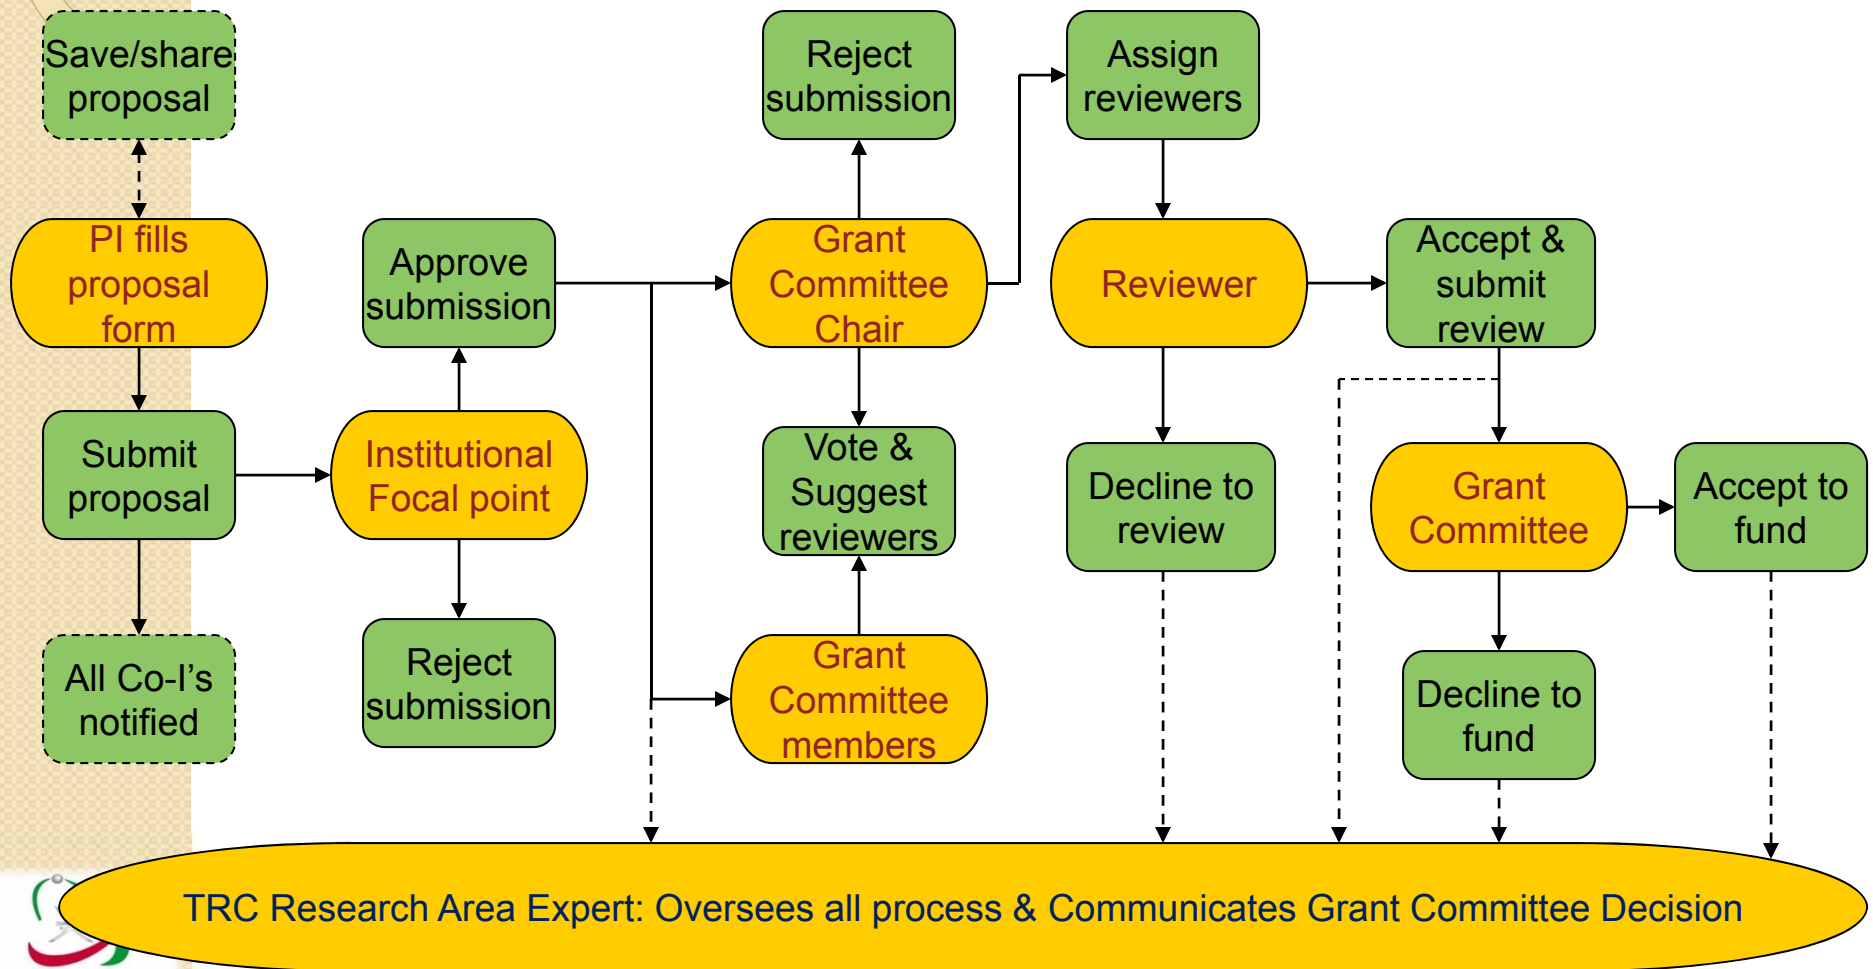 Save/share
proposal
PI fills
proposal
form
Submit
proposal
All Co-I’s
notified
Approve
submission
Institutional
Focal point
Reject
submission
Reject
submission
Grant
Committee
Chair
Vote &
Suggest
reviewers
Grant
Committee
members
Assign
reviewers
Reviewer
Decline to
review
Accept &
submit
review
Grant
Committee
Decline to
fund
Accept to
fund
TRC Research Area Expert: Oversees all process & Communicates Grant Committee Decision